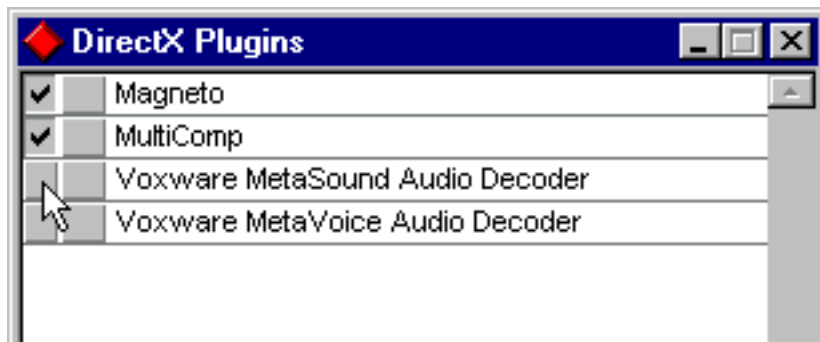 DirectX Plugins
Magneto
MultiComp
Voxware MetaSound Audio Decoder
Voxware MetaVoice Audio Decoder